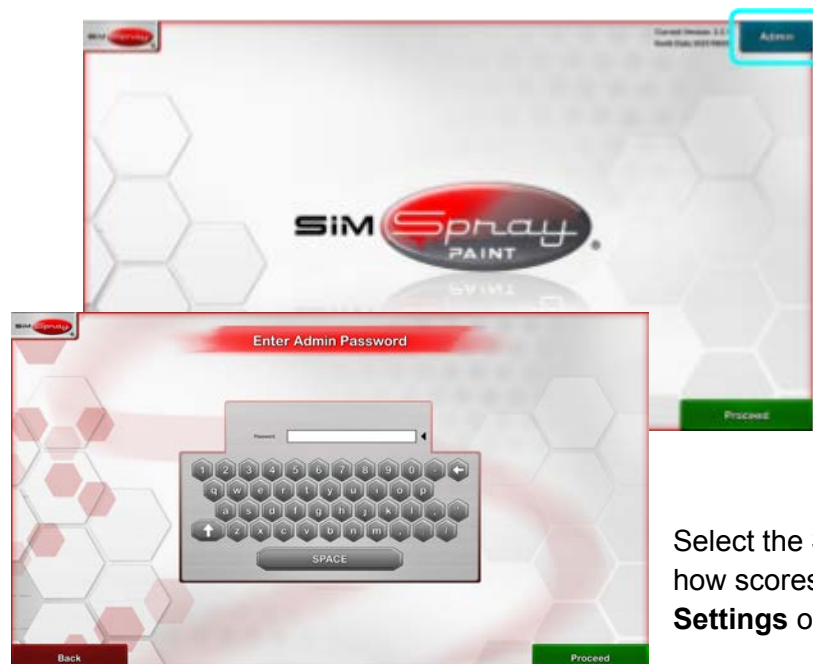 Admin
SiM Spray
PAINT
Proceed
Enter Admin Password
Password
1 2 3 4 5 6 7 8 9 0 -
q w e r t y u i o p
a s d f g h j k l
z x c v b n m
SPACE
Back
Proceed
Select the
how scores
Settings o